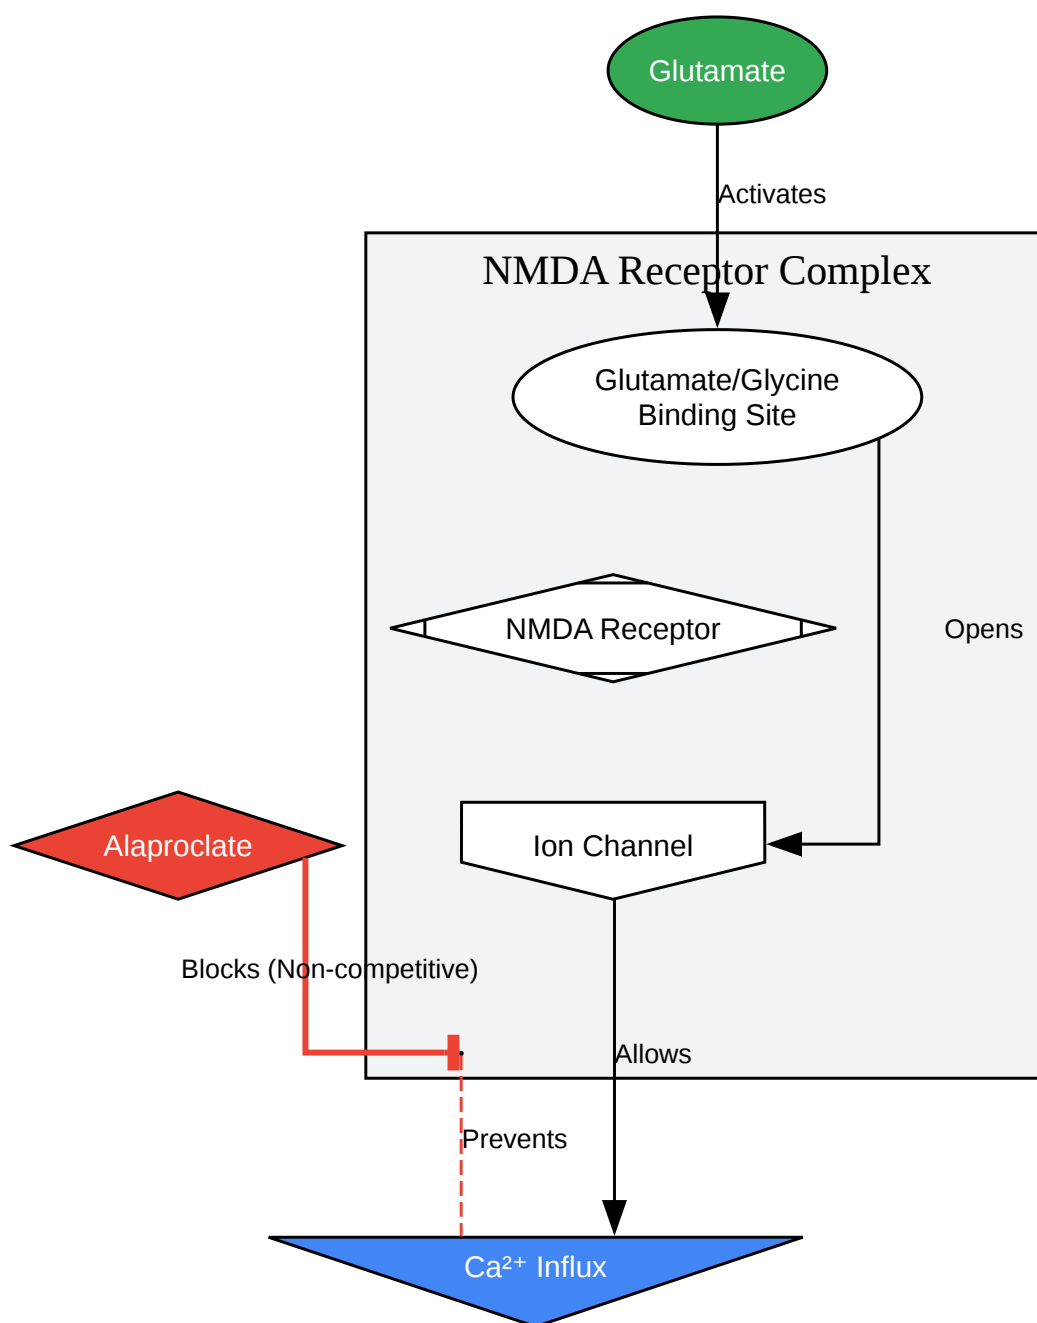 Glutamate
Activates
NMDA Receptor Complex
Glutamate/Glycine
Binding Site
NMDA Receptor
Opens
Alaproclate
Ion Channel
Blocks (Non-competitive)
Allows
Prevents
Ca²⁺ Influx